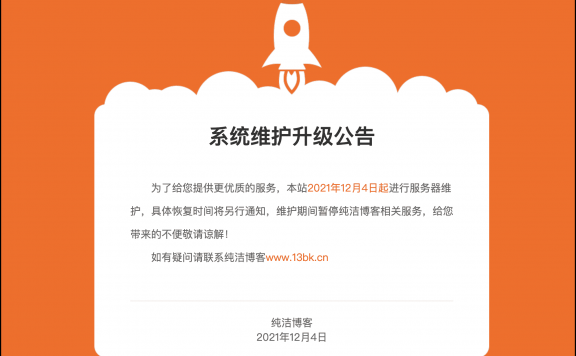 系统维护升级公告
为了给您提供更优质的服务，本站2021年12月4日起进行服务器维
护，具体恢复时间将另行通知，维护期间暂停纯洁博客相关服务，给您
带来的不便敬请谅解！
如有疑问请联系纯洁博客www.13bk.cn
纯洁博客
2021年12月4日